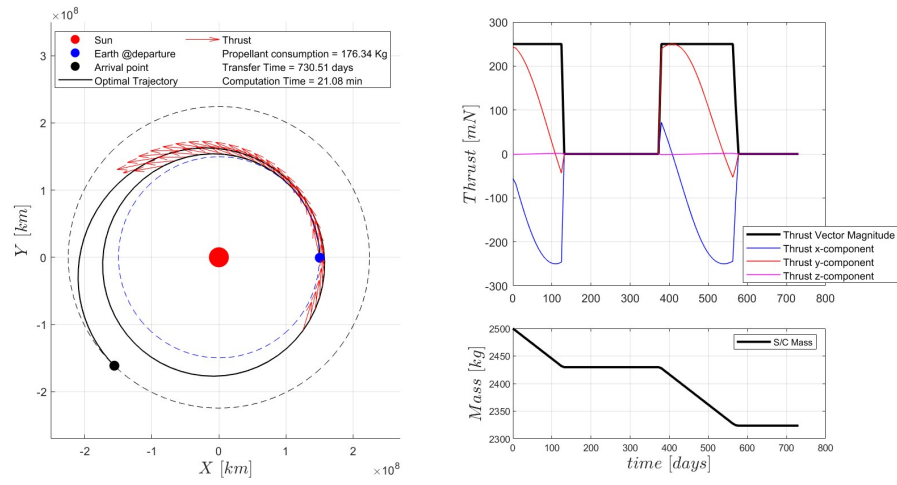 ×10⁸
Sun
Earth @departure
Arrival point
Optimal Trajectory
Thrust
Propellant consumption = 176.34 Kg
Transfer Time = 730.51 days
Computation Time = 21.08 min
3
2
1
0
-1
-2
Y [km]
-2
-1
0
1
2
×10⁸
X [km]
300
200
100
0
-100
-200
-300
Thrust [mN]
0
100
200
300
400
500
600
700
800
Thrust Vector Magnitude
Thrust x-component
Thrust y-component
Thrust z-component
2500
2450
2400
2350
2300
Mass [kg]
S/C Mass
0
100
200
300
400
500
600
700
800
time [days]